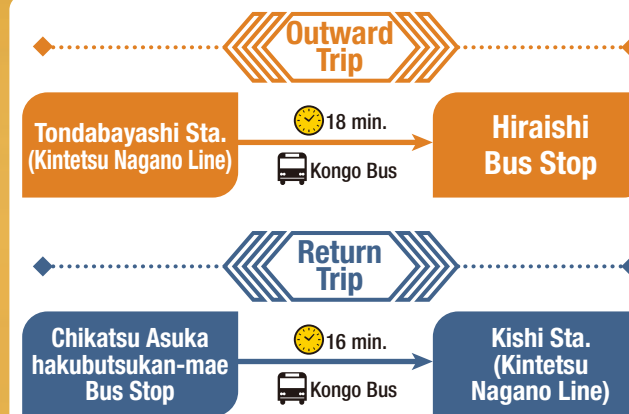 Outward
Trip
Tondabayashi Sta.
(Kintetsu Nagano Line)
18 min.
Kongo Bus
Hiraishi
Bus Stop
Return
Trip
Chikatsu Asuka
hakubutsukan-mae
Bus Stop
16 min.
Kongo Bus
Kishi Sta.
(Kintetsu
Nagano Line)